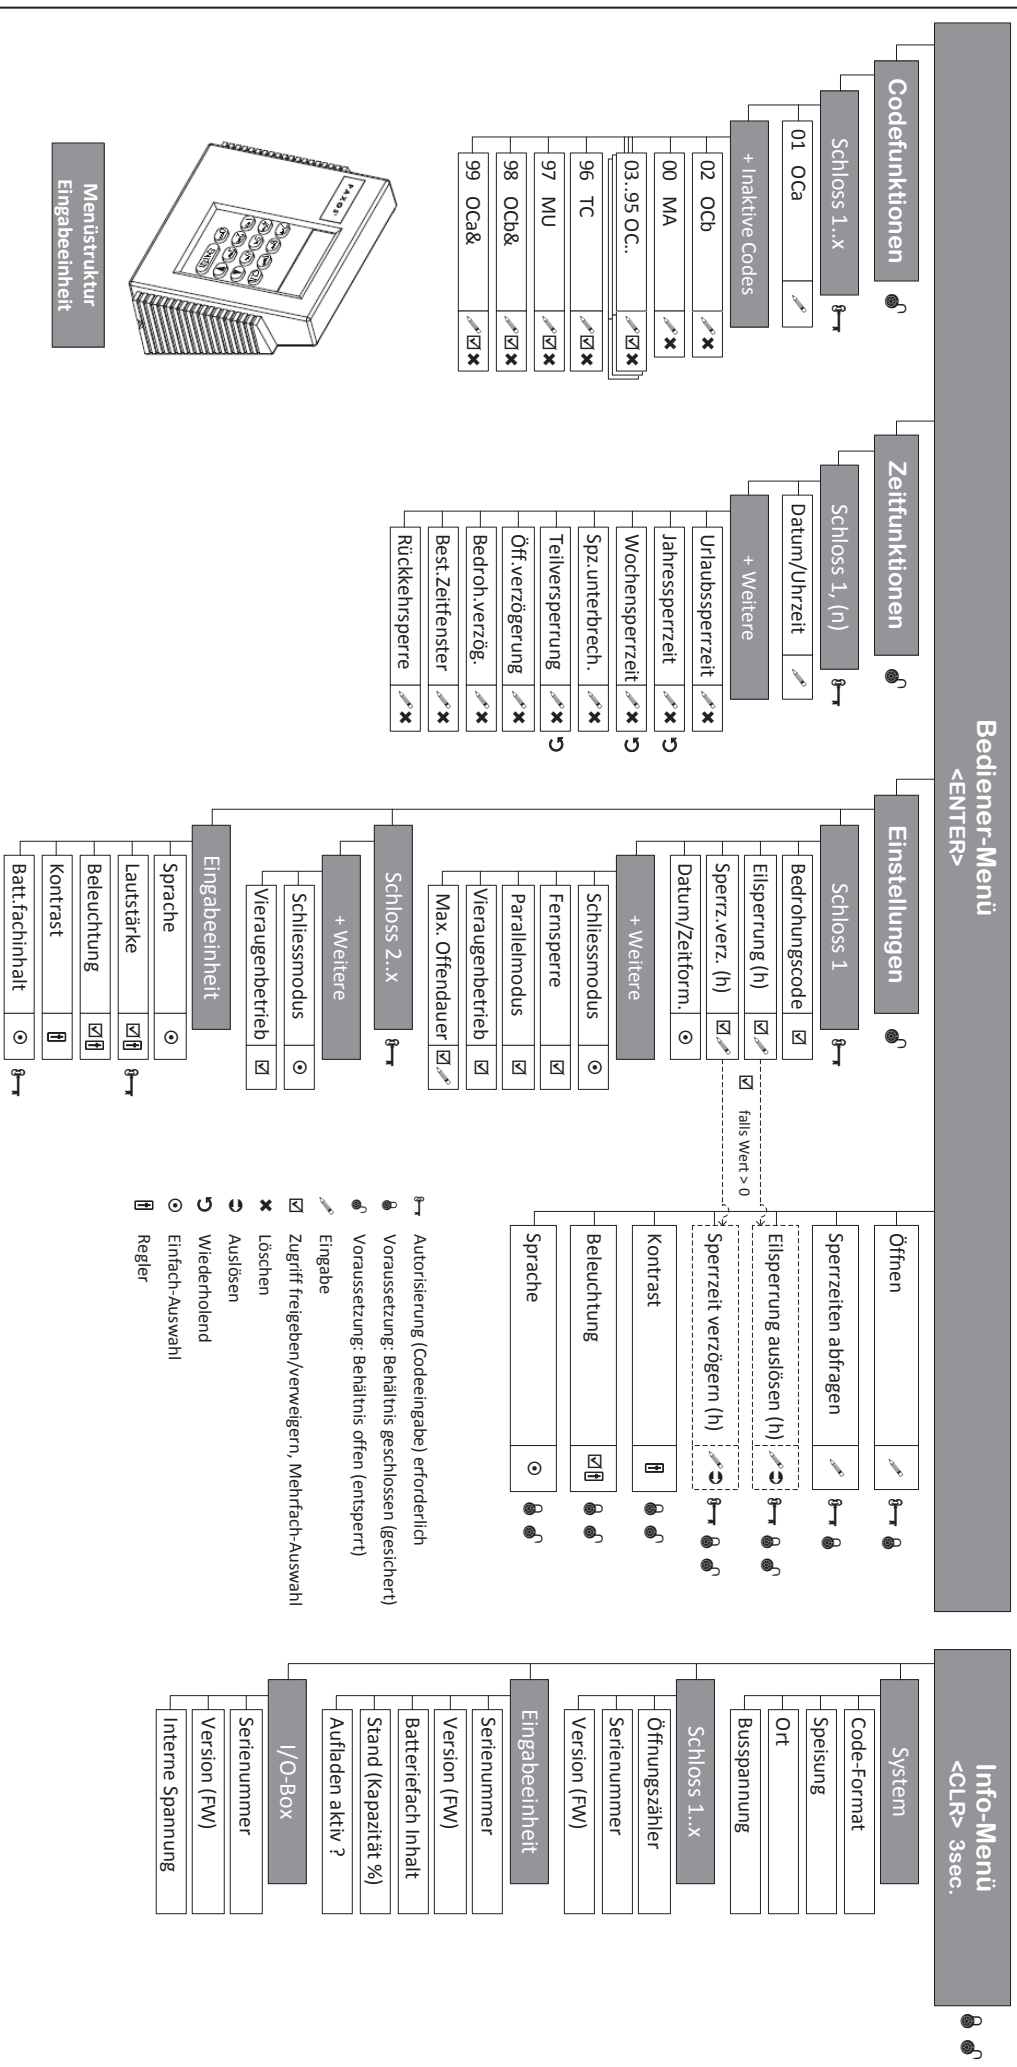 Bediener-Menü
<ENTER>
Codefunktionen
Schloss 1..x
01 OCa
+ Inaktive Codes
02 OCb
00 MA
03..95 OC..
96 TC
97 MU
98 OCb&
99 OCa&
Zeitfunktionen
Schloss 1, (n)
Datum/Uhrzeit
+ Weitere
Urlaubssperrzeit
Jahressperrzeit
Wochensperrzeit
Spz.unterbrech.
Teilversperrung
Öff.verzögerung
Bedroh.verzög.
Best.Zeitfenster
Rückkehrsperre
Einstellungen
Schloss 1
Bedrohungscode
Eilsperrung (h)
Sperrz.verz. (h)
Datum/Zeitform.
+ Weitere
Schliessmodus
Fernsperre
Parallelmodus
Vieraugenbetrieb
Max. Offendauer
Schloss 2..x
+ Weitere
Schliessmodus
Vieraugenbetrieb
Eingabeeinheit
Sprache
Lautstärke
Beleuchtung
Kontrast
Batt.fachinhalt
falls Wert > 0
Öffnen
Sperrzeiten abfragen
Eilsperrung auslösen (h)
Sperrzeit verzögern (h)
Kontrast
Beleuchtung
Sprache
Autorisierung (Codeeingabe) erforderlich
Voraussetzung: Behältnis geschlossen (gesichert)
Voraussetzung: Behältnis offen (entsperrt)
Eingabe
Zugriff freigeben/verweigern, Mehrfach-Auswahl
Löschen
Auslösen
Wiederholend
Einfach-Auswahl
Regler
Info-Menü
<CLR> 3sec.
System
Code-Format
Speisung
Ort
Busspannung
Schloss 1..x
Öffnungszähler
Serienummer
Version (FW)
Eingabeeinheit
Serienummer
Version (FW)
Batteriefach Inhalt
Stand (Kapazität %)
Aufladen aktiv ?
I/O-Box
Serienummer
Version (FW)
Interne Spannung
PAXOS
Menüstruktur
Eingabeeinheit